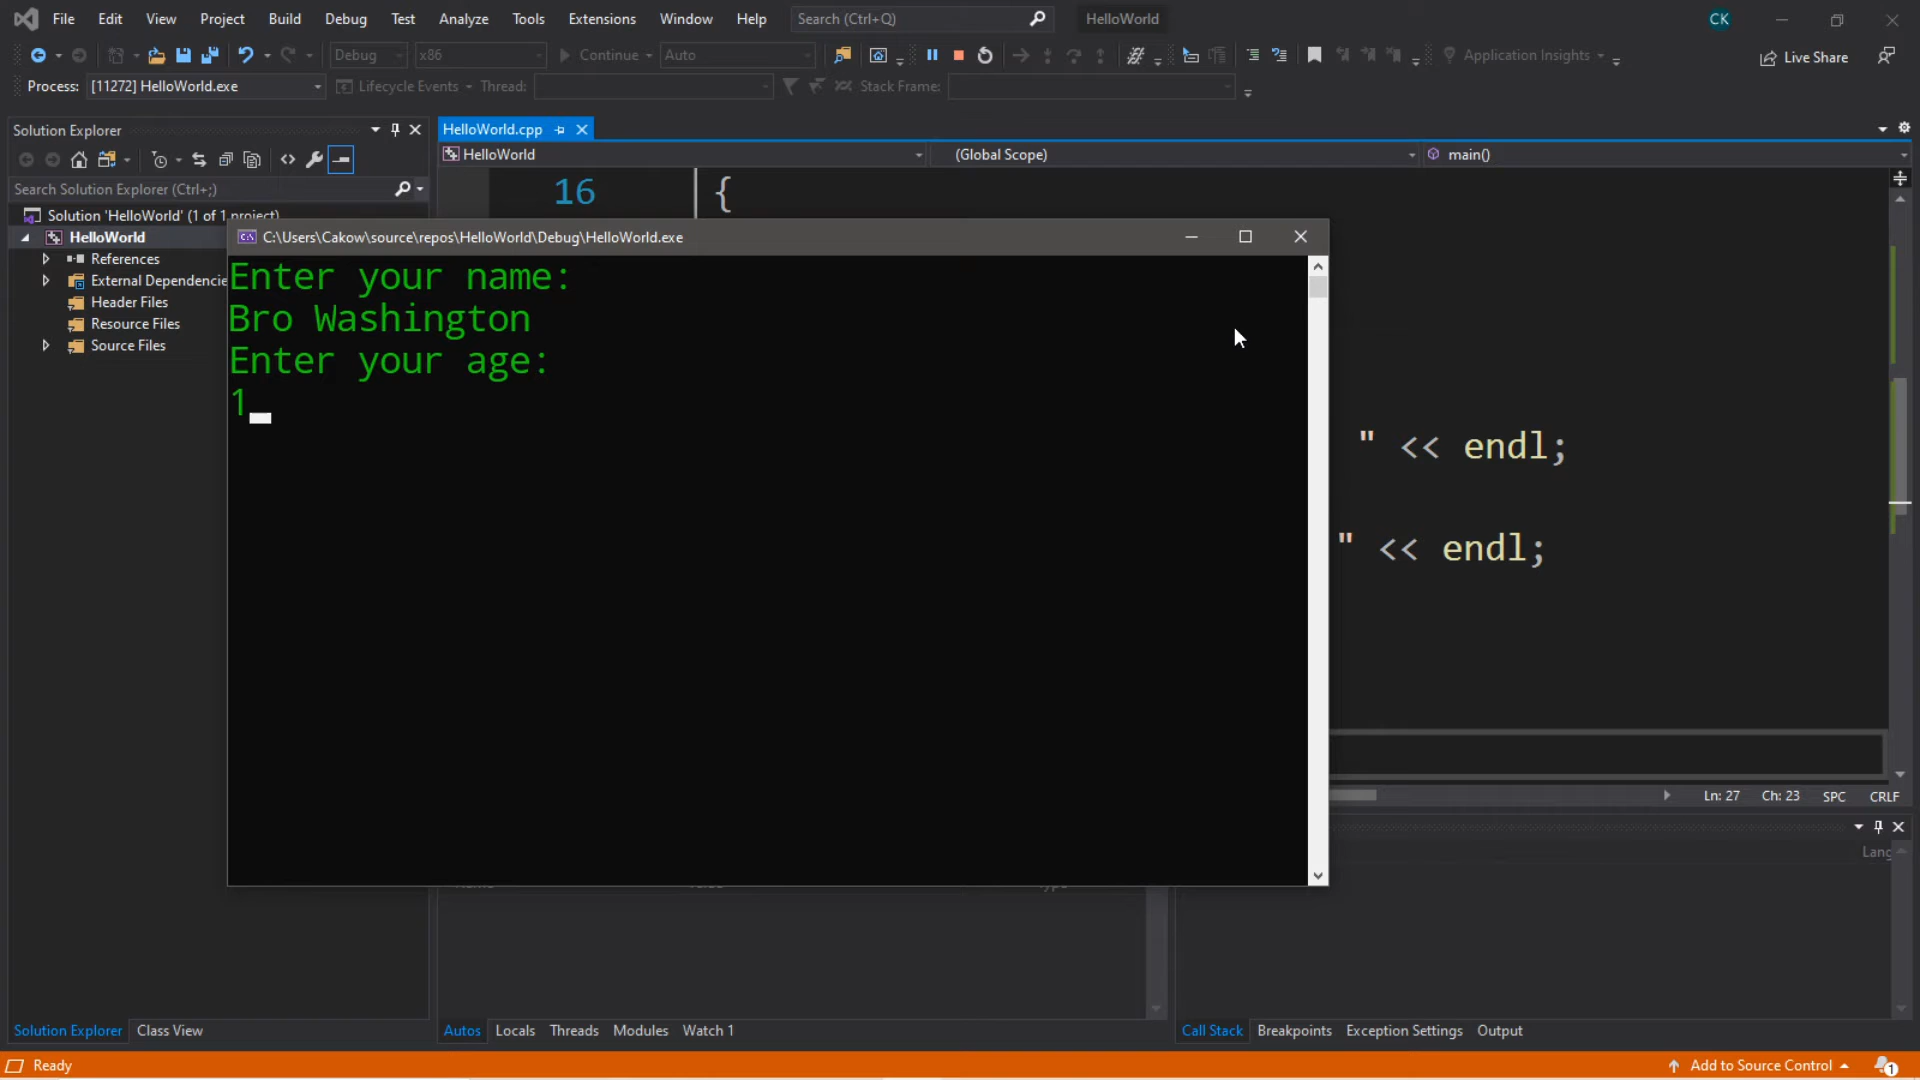 File Edit View Project Build Debug Test Analyze Tools Extensions Window Help Search (Ctrl+Q) HelloWorld CK
Debug x86 Continue Auto Application Insights Live Share
Process: [11272] HelloWorld.exe Lifecycle Events Thread: Stack Frame:
Solution Explorer
HelloWorld.cpp
HelloWorld (Global Scope) main()
Search Solution Explorer (Ctrl+;)
Solution 'HelloWorld' (1 of 1 project)
HelloWorld
References
External Dependencie
Header Files
Resource Files
Source Files
16 {
C:\Users\Cakow\source\repos\HelloWorld\Debug\HelloWorld.exe
Enter your name:
Bro Washington
Enter your age:
1
" << endl;
" << endl;
Ln: 27 Ch: 23 SPC CRLF
Lang
Solution Explorer Class View
Autos Locals Threads Modules Watch 1
Call Stack Breakpoints Exception Settings Output
Ready
Add to Source Control 1